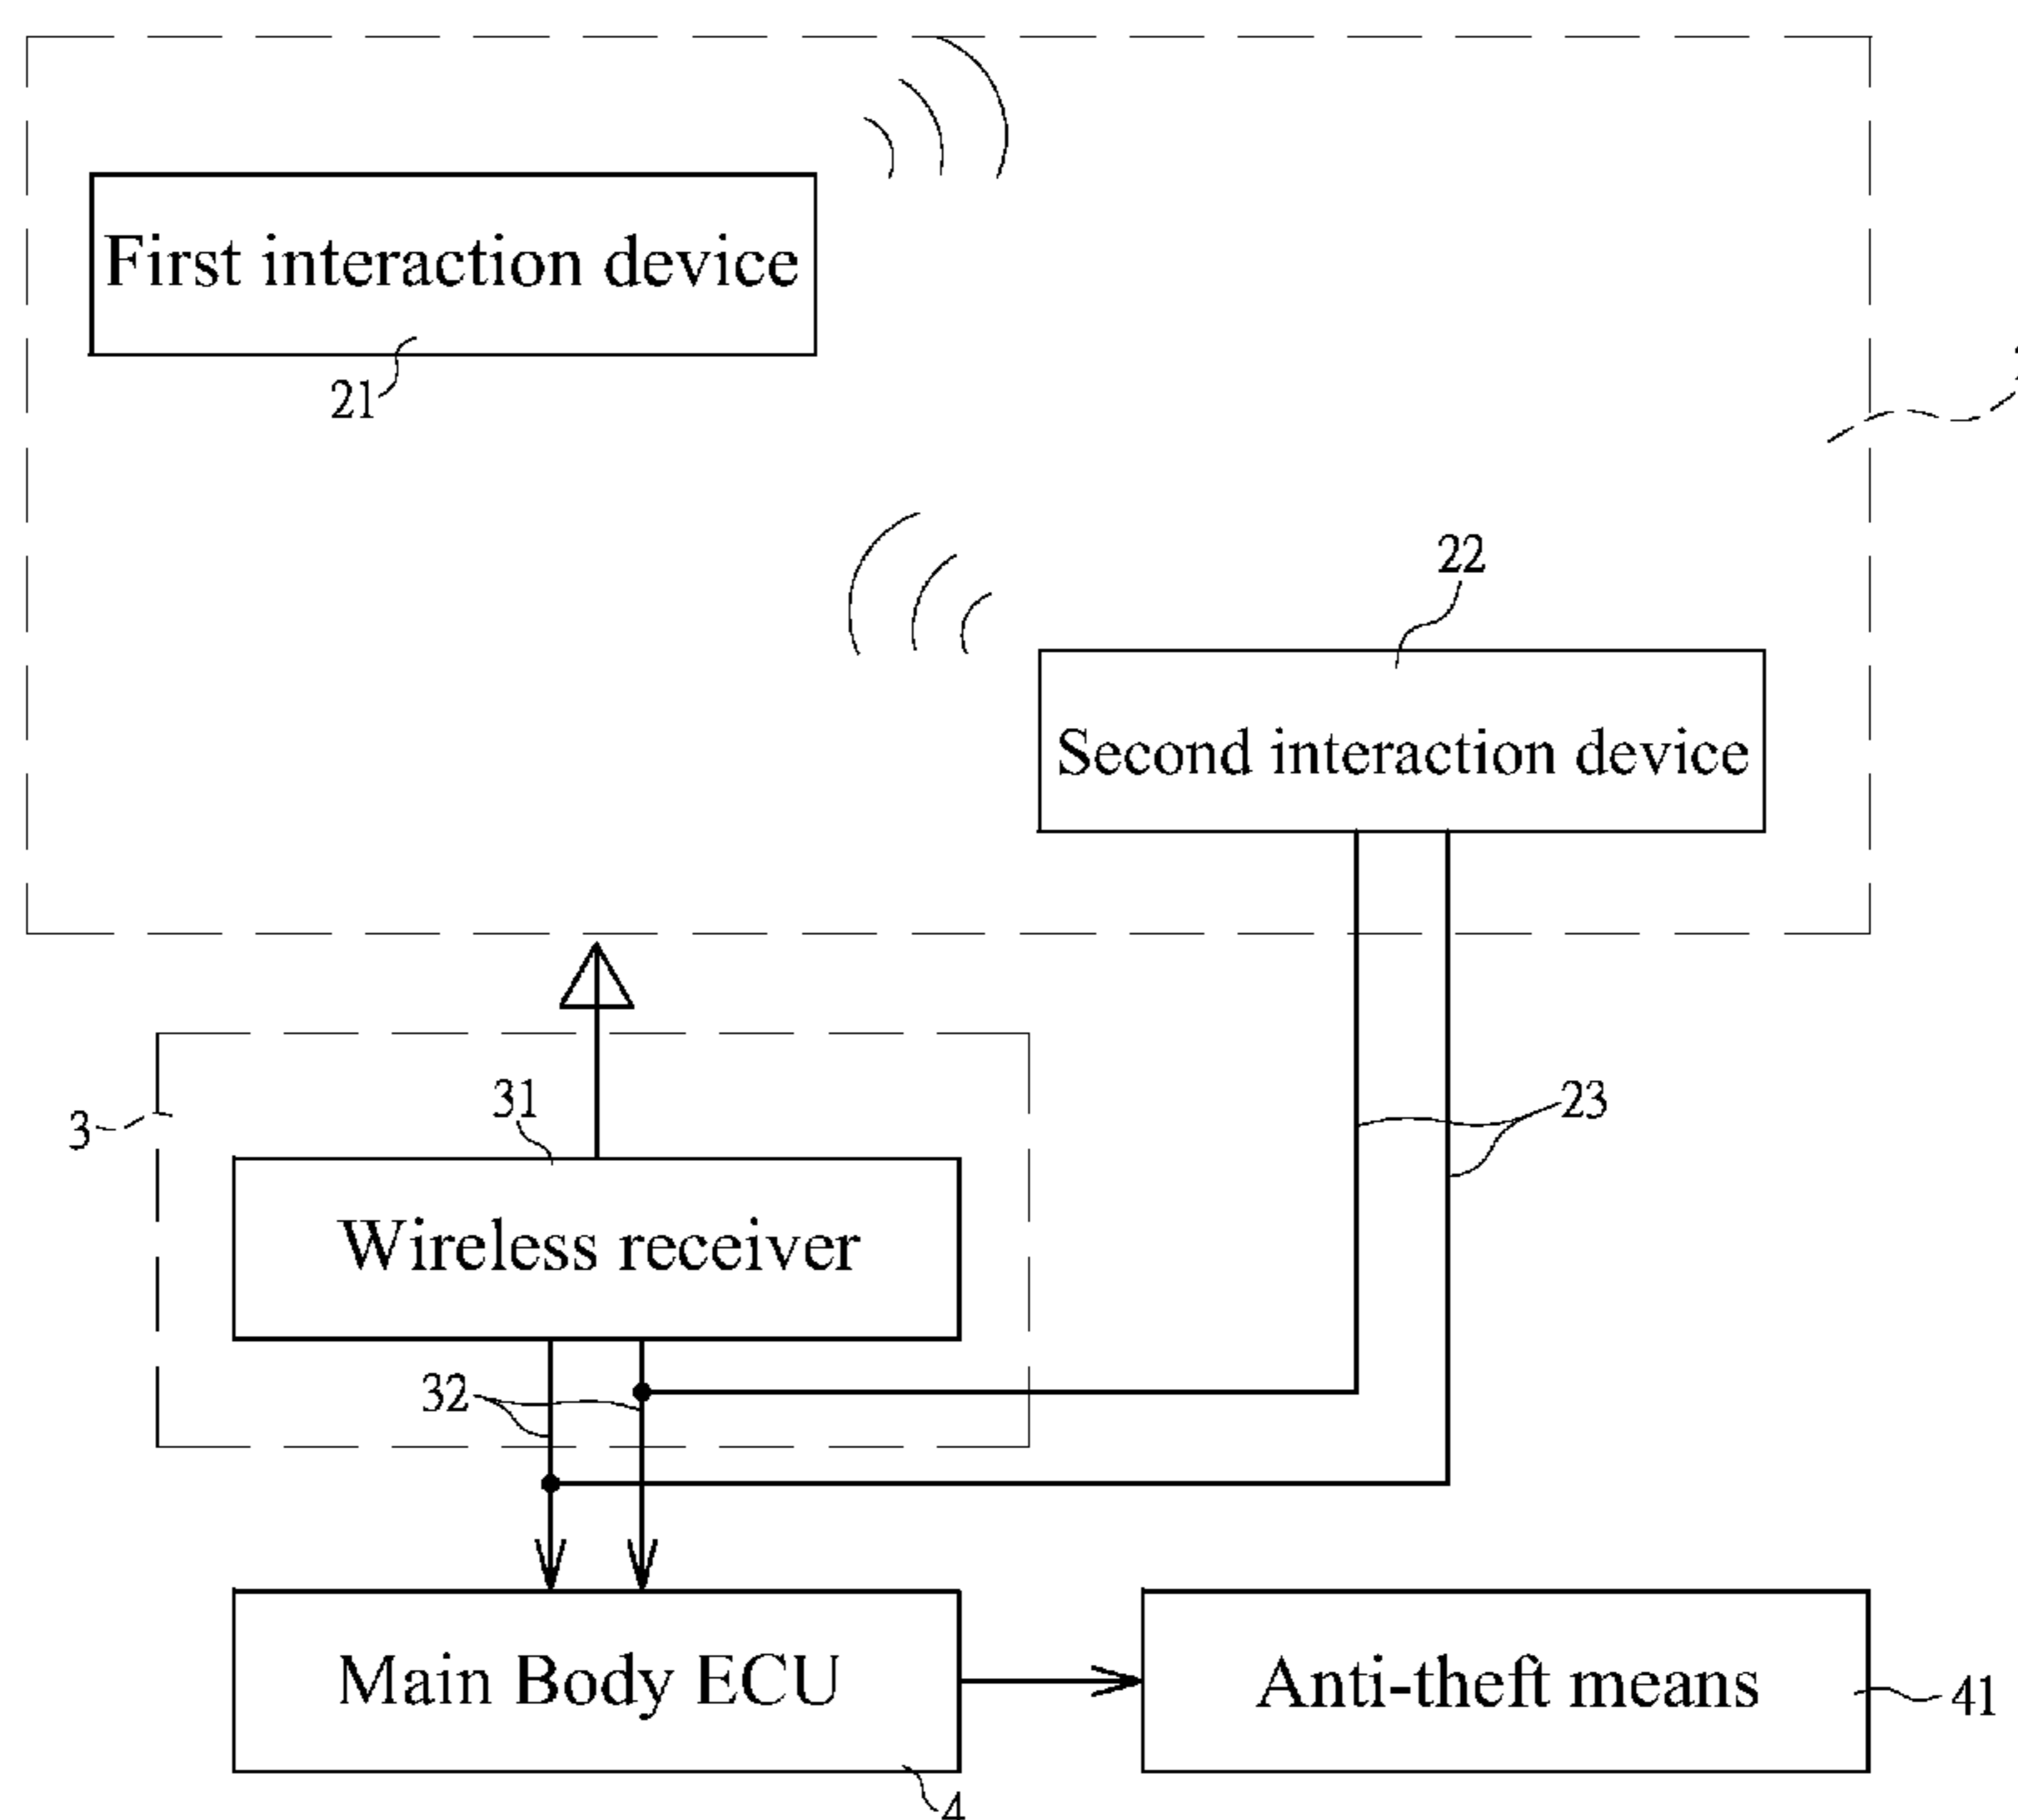 First interaction device
21
22
Second interaction device
3
31
23
Wireless receiver
32
Main Body ECU
Anti-theft means
41
4